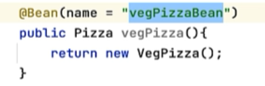 @Bean(name = "vegPizzaBean")
public Pizza vegPizza(){
    return new VegPizza();
}